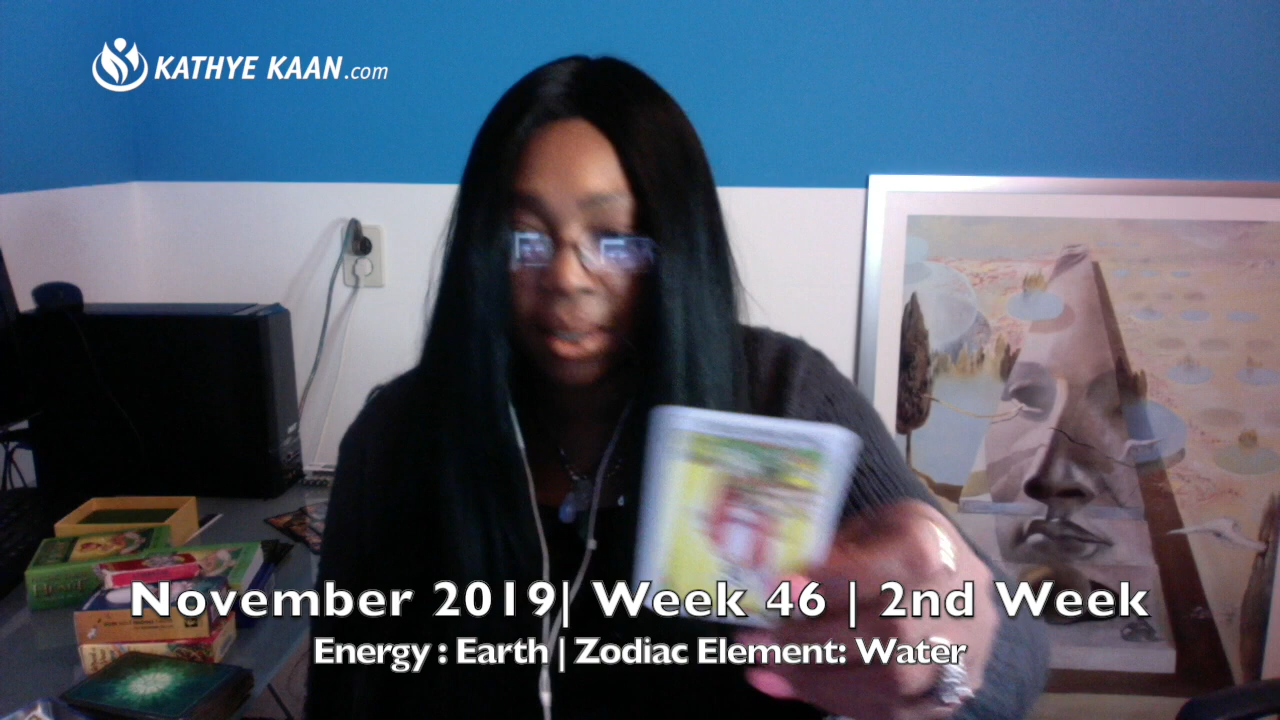 KATHYE KAAN.com
November 2019| Week 46 | 2nd Week
Energy : Earth | Zodiac Element: Water